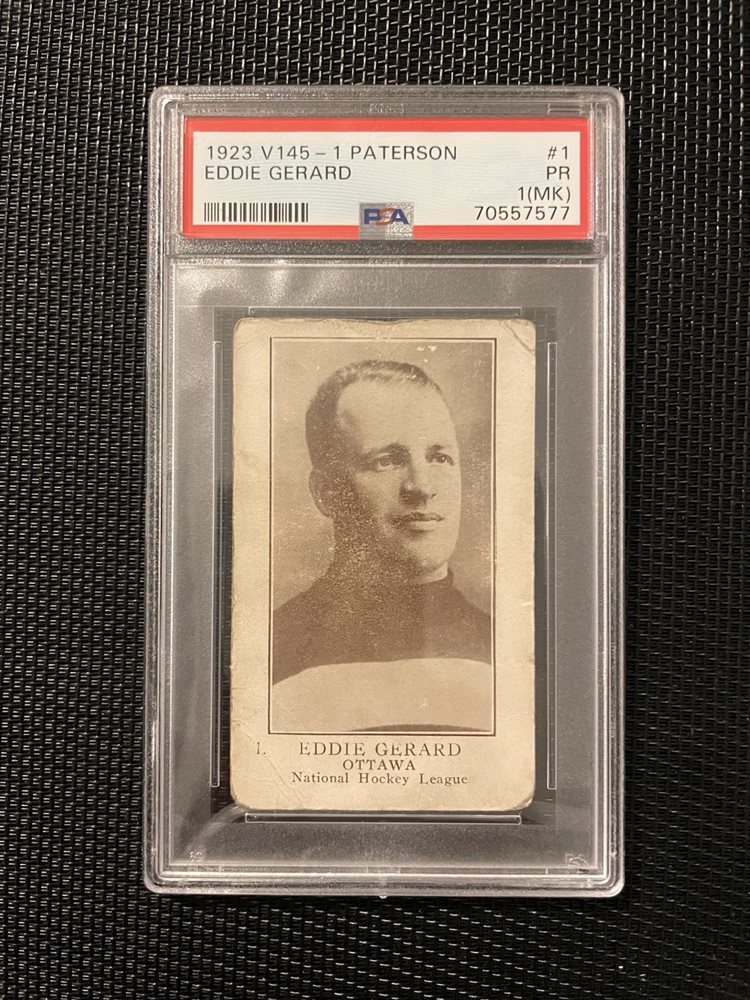 1923 V145-1 PATERSON #1
EDDIE GERARD PR
1(MK)
PSA 70557577
1. EDDIE GERARD
OTTAWA
National Hockey League